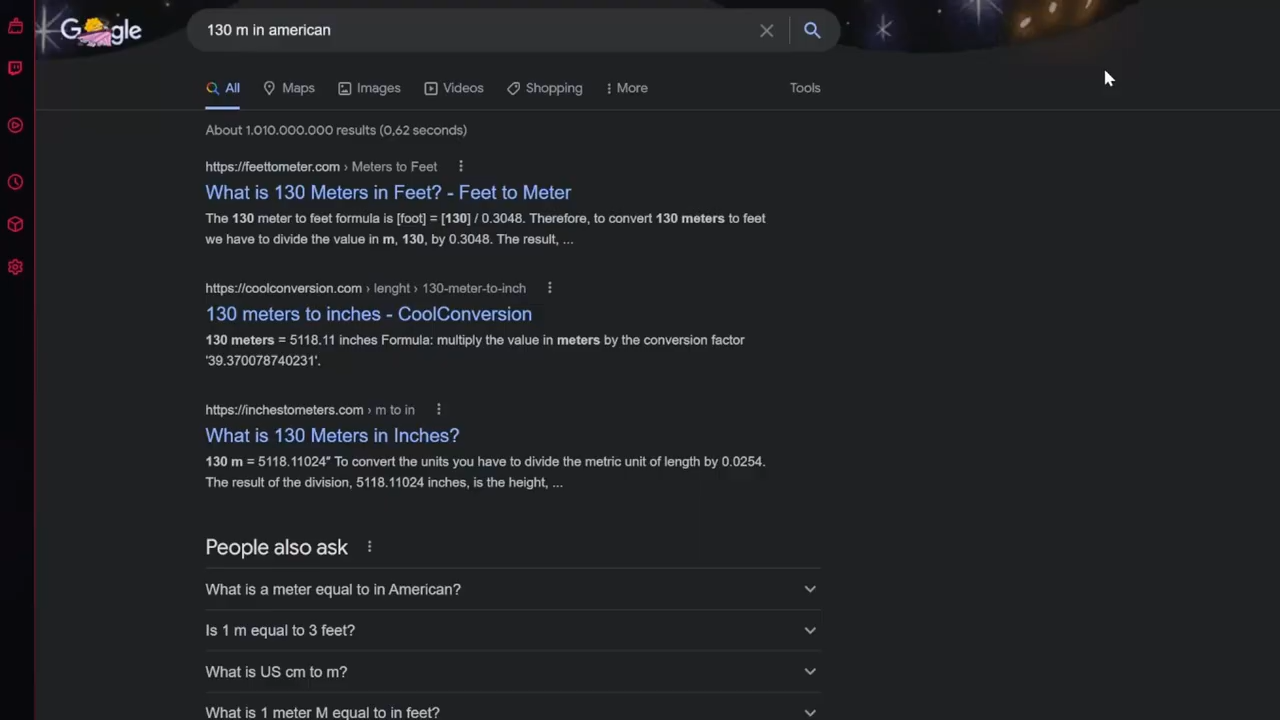 Google
130 m in american
All Maps Images Videos Shopping More Tools
About 1.010.000.000 results (0,62 seconds)
https://feettometer.com › Meters to Feet
What is 130 Meters in Feet? - Feet to Meter
The 130 meter to feet formula is [foot] = [130] / 0.3048. Therefore, to convert 130 meters to feet
we have to divide the value in m, 130, by 0.3048. The result, ...
https://coolconversion.com › lenght › 130-meter-to-inch
130 meters to inches - CoolConversion
130 meters = 5118.11 inches Formula: multiply the value in meters by the conversion factor
'39.370078740231'.
https://inchestometers.com › m to in
What is 130 Meters in Inches?
130 m = 5118.11024″ To convert the units you have to divide the metric unit of length by 0.0254.
The result of the division, 5118.11024 inches, is the height, ...
People also ask
What is a meter equal to in American?
Is 1 m equal to 3 feet?
What is US cm to m?
What is 1 meter M equal to in feet?